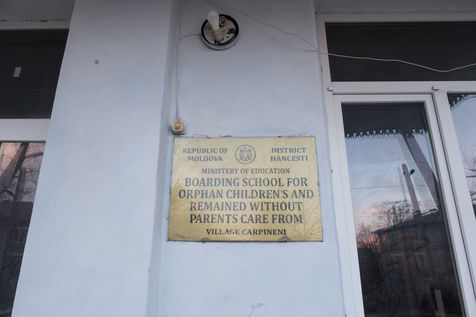 REPUBLIC OF MOLDOVA
DISTRICT HANCESTI
MINISTRY OF EDUCATION
BOARDING SCHOOL FOR
ORPHAN CHILDREN'S AND
REMAINED WITHOUT
PARENTS CARE FROM
VILLAGE CARPINENI